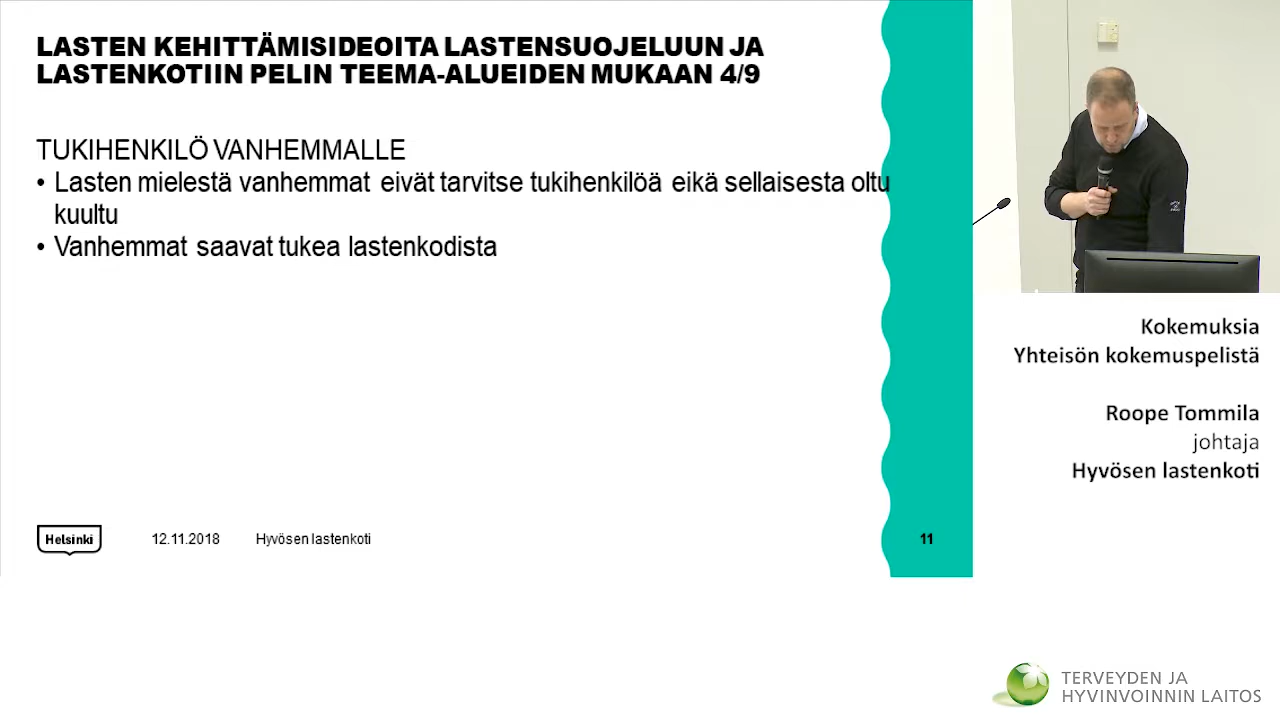 LASTEN KEHITTÄMISIDEOITA LASTENSUOJELUUN JA
LASTENKOTIIN PELIN TEEMA-ALUEIDEN MUKAAN 4/9
TUKIHENKILÖ VANHEMMALLE
• Lasten mielestä vanhemmat eivät tarvitse tukihenkilöä eikä sellaisesta oltu
kuultu
• Vanhemmat saavat tukea lastenkodista
Helsinki
12.11.2018
Hyvösen lastenkoti
11
Kokemuksia
Yhteisön kokemuspelistä
Roope Tommila
johtaja
Hyvösen lastenkoti
TERVEYDEN JA
HYVINVOINNIN LAITOS